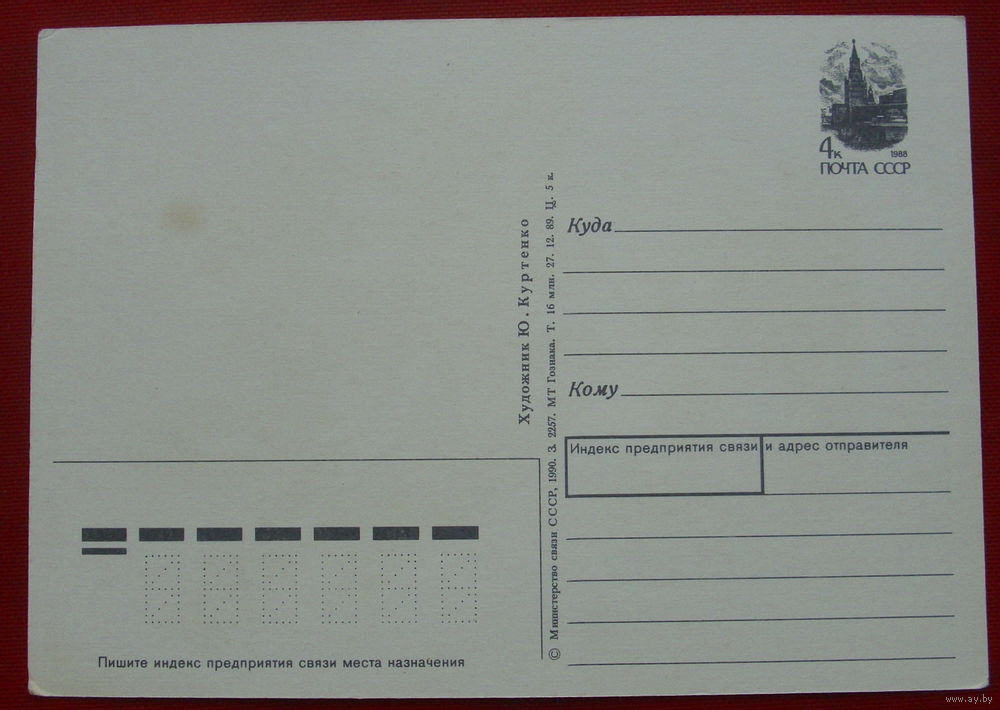 4к
1988
ПОЧТА СССР
Художник Ю. Куртенко
© Министерство связи СССР, 1990. З. 2257. МТ Гознака. Т. 16 млн. 27. 12. 89. Ц. 5 к.
Куда
Кому
Индекс предприятия связи и адрес отправителя
Пишите индекс предприятия связи места назначения
www.ay.by